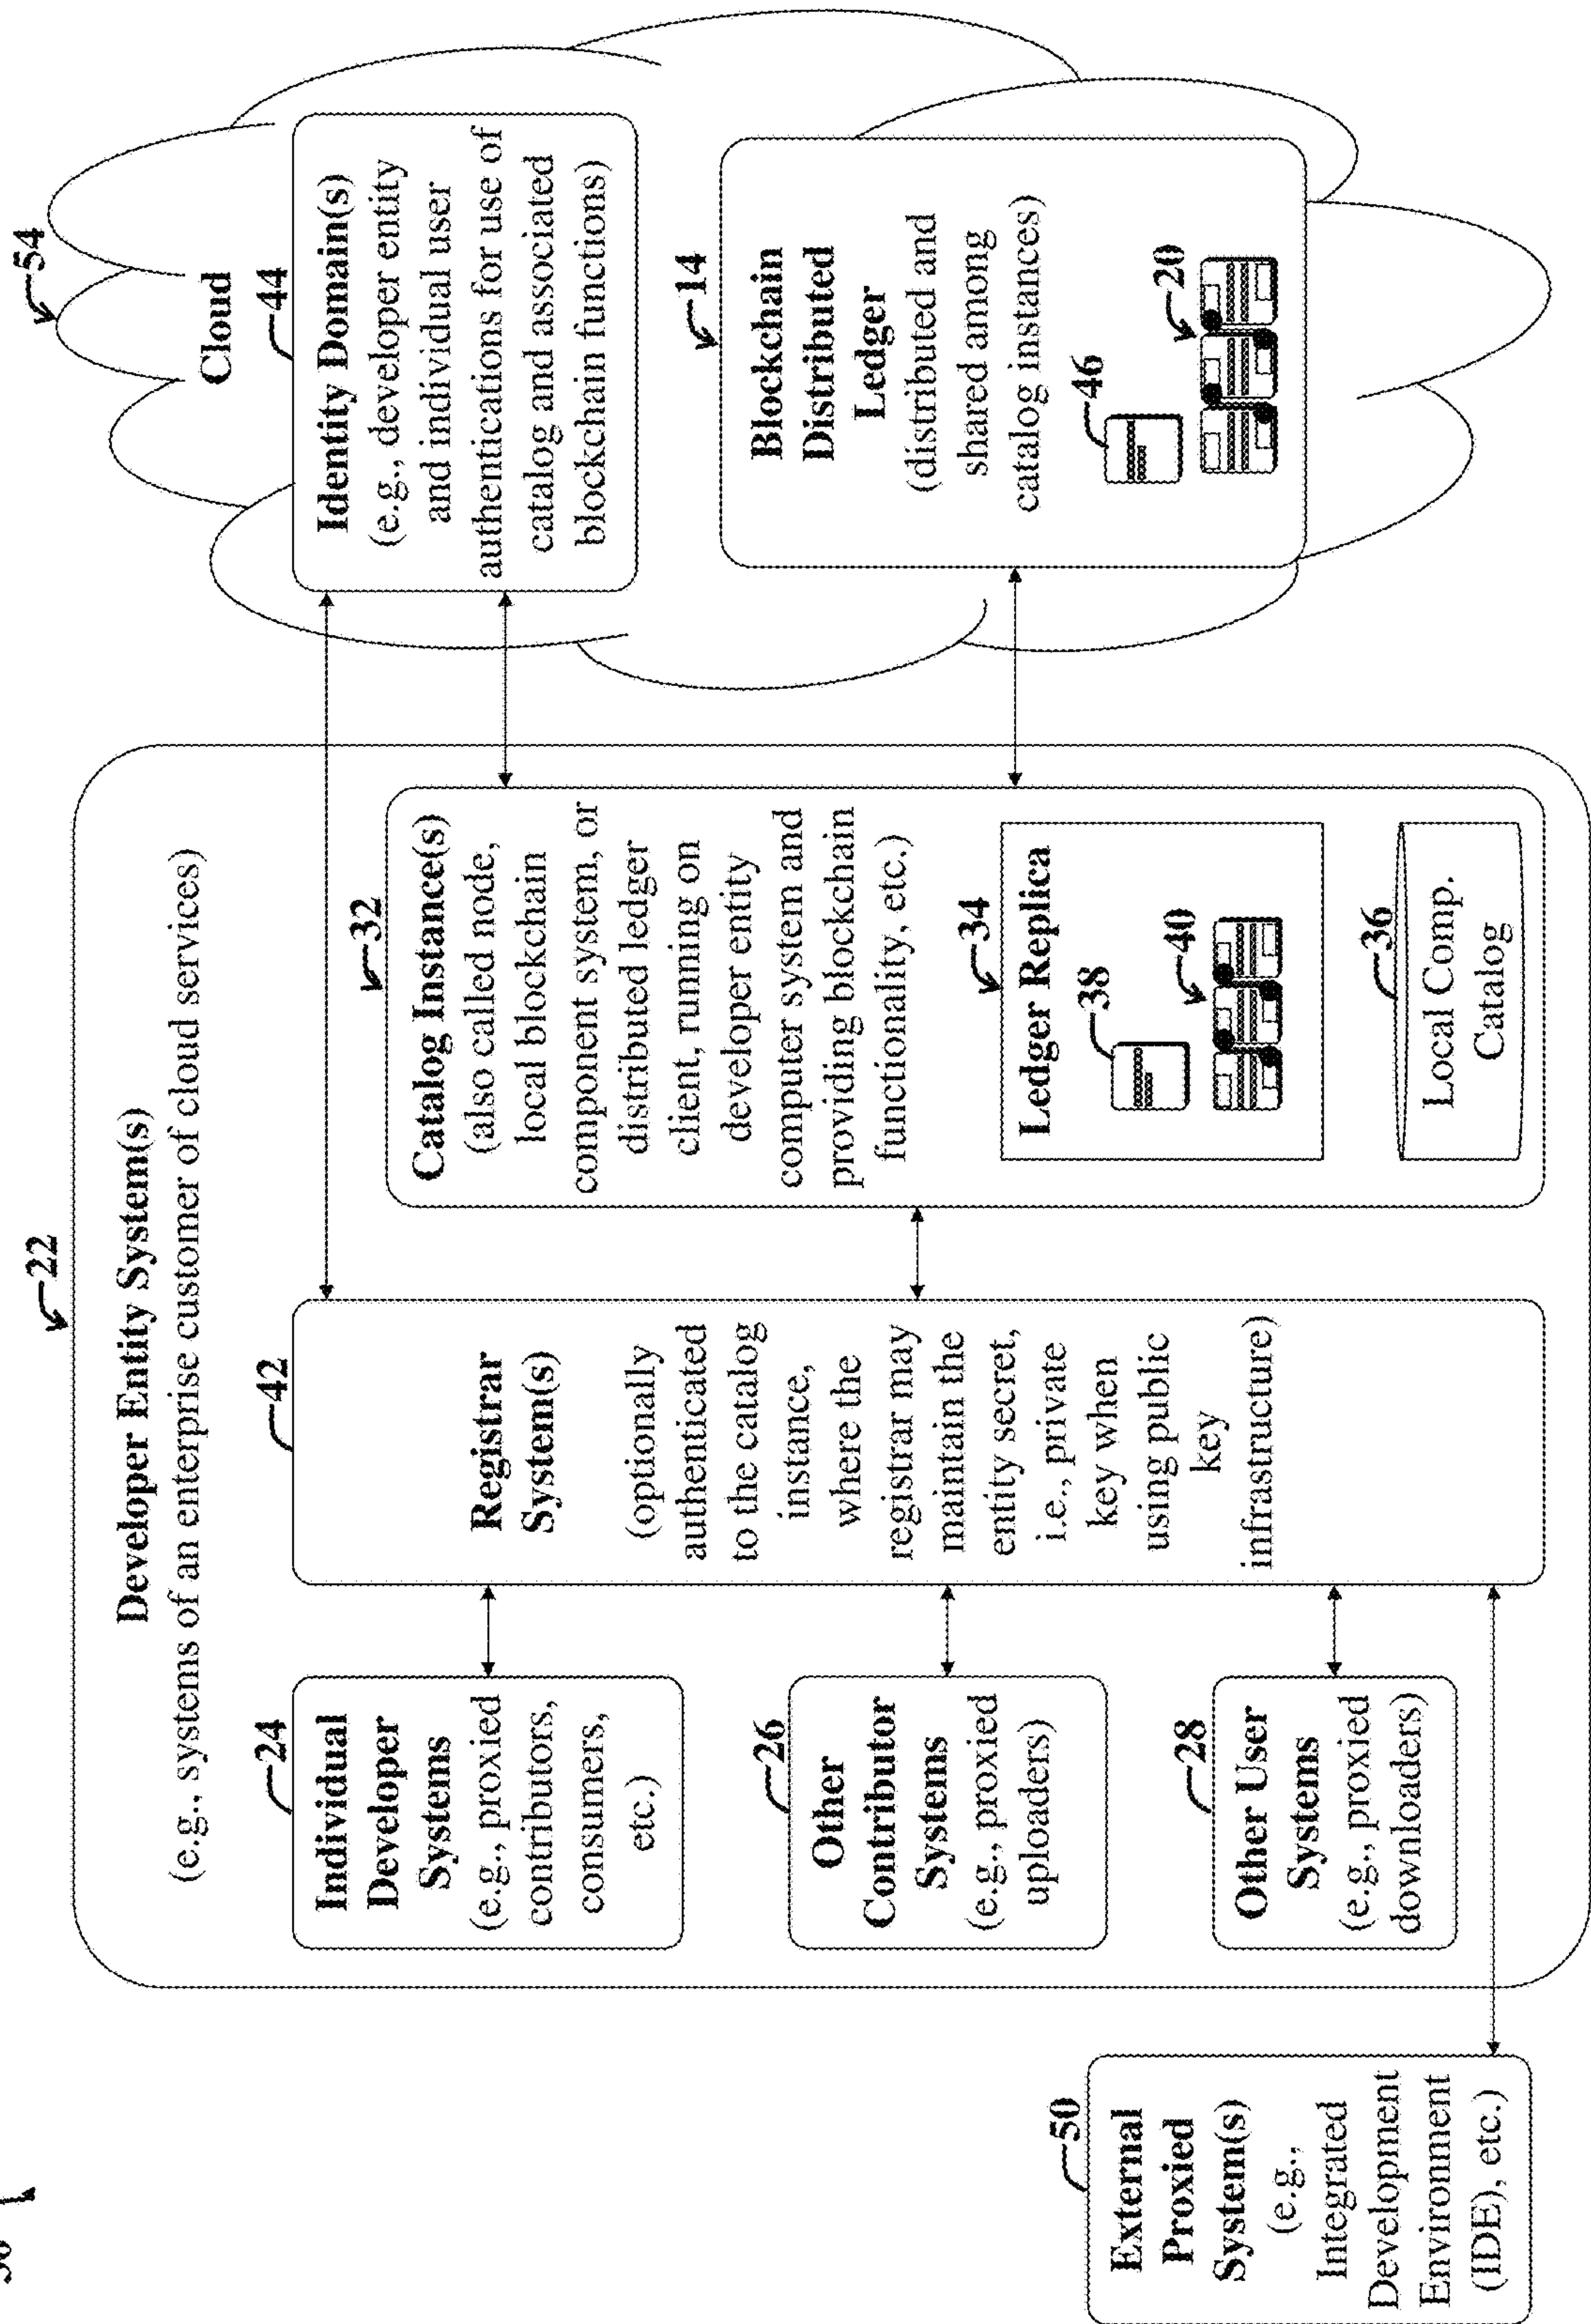 22
Developer Entity System(s)
(e.g., systems of an enterprise customer of cloud services)
50
External
Proxied
System(s)
(e.g.,
Integrated
Development
Environment
(IDE), etc.)
24
Individual
Developer
Systems
(e.g., proxied
contributors,
consumers,
etc.)
26
Other
Contributor
Systems
(e.g., proxied
uploaders)
28
Other User
Systems
(e.g., proxied
downloaders)
42
Registrar
System(s)
(optionally
authenticated
to the catalog
instance,
where the
registrar may
maintain the
entity secret,
i.e., private
key when
using public
key
infrastructure)
32
Catalog Instance(s)
(also called node,
local blockchain
component system, or
distributed ledger
client, running on
developer entity
computer system and
providing blockchain
functionality, etc.)
34
Ledger Replica
38
40
36
Local Comp.
Catalog
54
Cloud
44
Identity Domain(s)
(e.g., developer entity
and individual user
authentications for use of
catalog and associated
blockchain functions)
14
Blockchain
Distributed
Ledger
(distributed and
shared among
catalog instances)
46
20